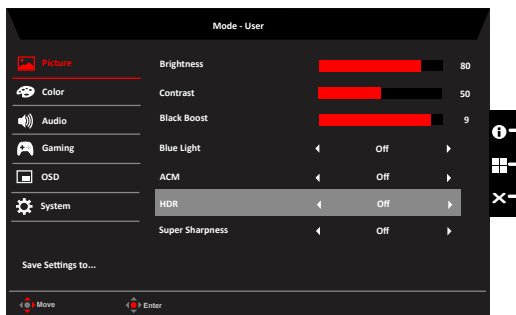 Mode - User
Picture
Color
Audio
Gaming
OSD
System
Save Settings to...
Brightness 80
Contrast 50
Black Boost 9
Blue Light Off
ACM Off
HDR Off
Super Sharpness Off
Move Enter